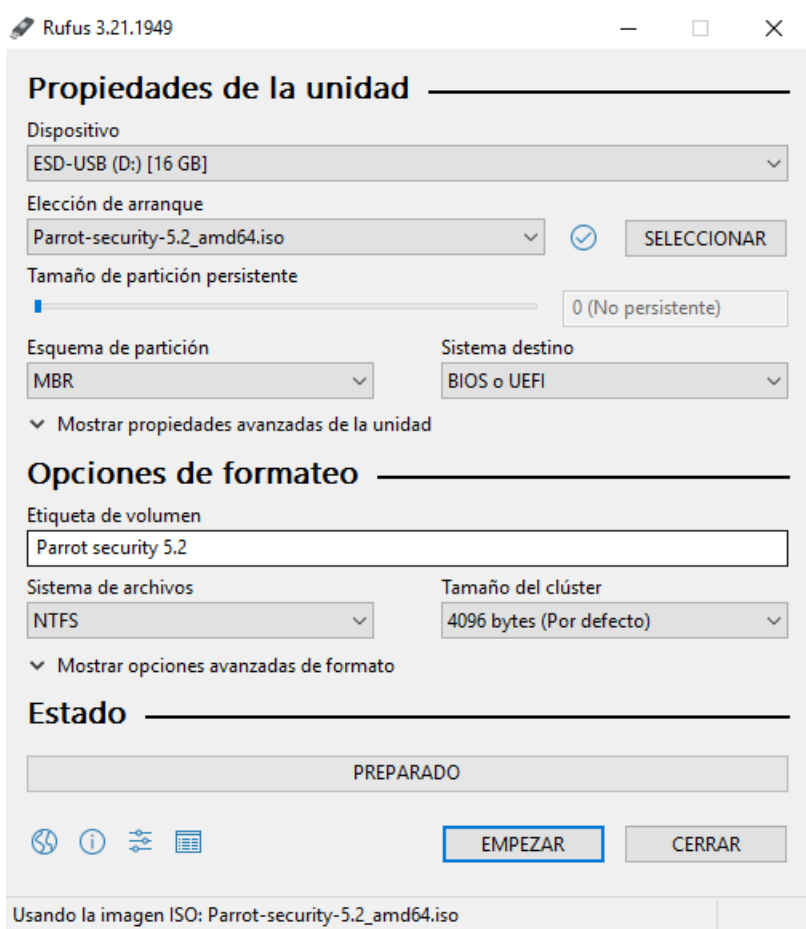 Rufus 3.21.1949
Propiedades de la unidad
Dispositivo
ESD-USB (D:) [16 GB]
Elección de arranque
Parrot-security-5.2_amd64.iso
SELECCIONAR
Tamaño de partición persistente
0 (No persistente)
Esquema de partición
Sistema destino
MBR
BIOS o UEFI
Mostrar propiedades avanzadas de la unidad
Opciones de formateo
Etiqueta de volumen
Parrot security 5.2
Sistema de archivos
Tamaño del clúster
NTFS
4096 bytes (Por defecto)
Mostrar opciones avanzadas de formato
Estado
PREPARADO
EMPEZAR
CERRAR
Usando la imagen ISO: Parrot-security-5.2_amd64.iso